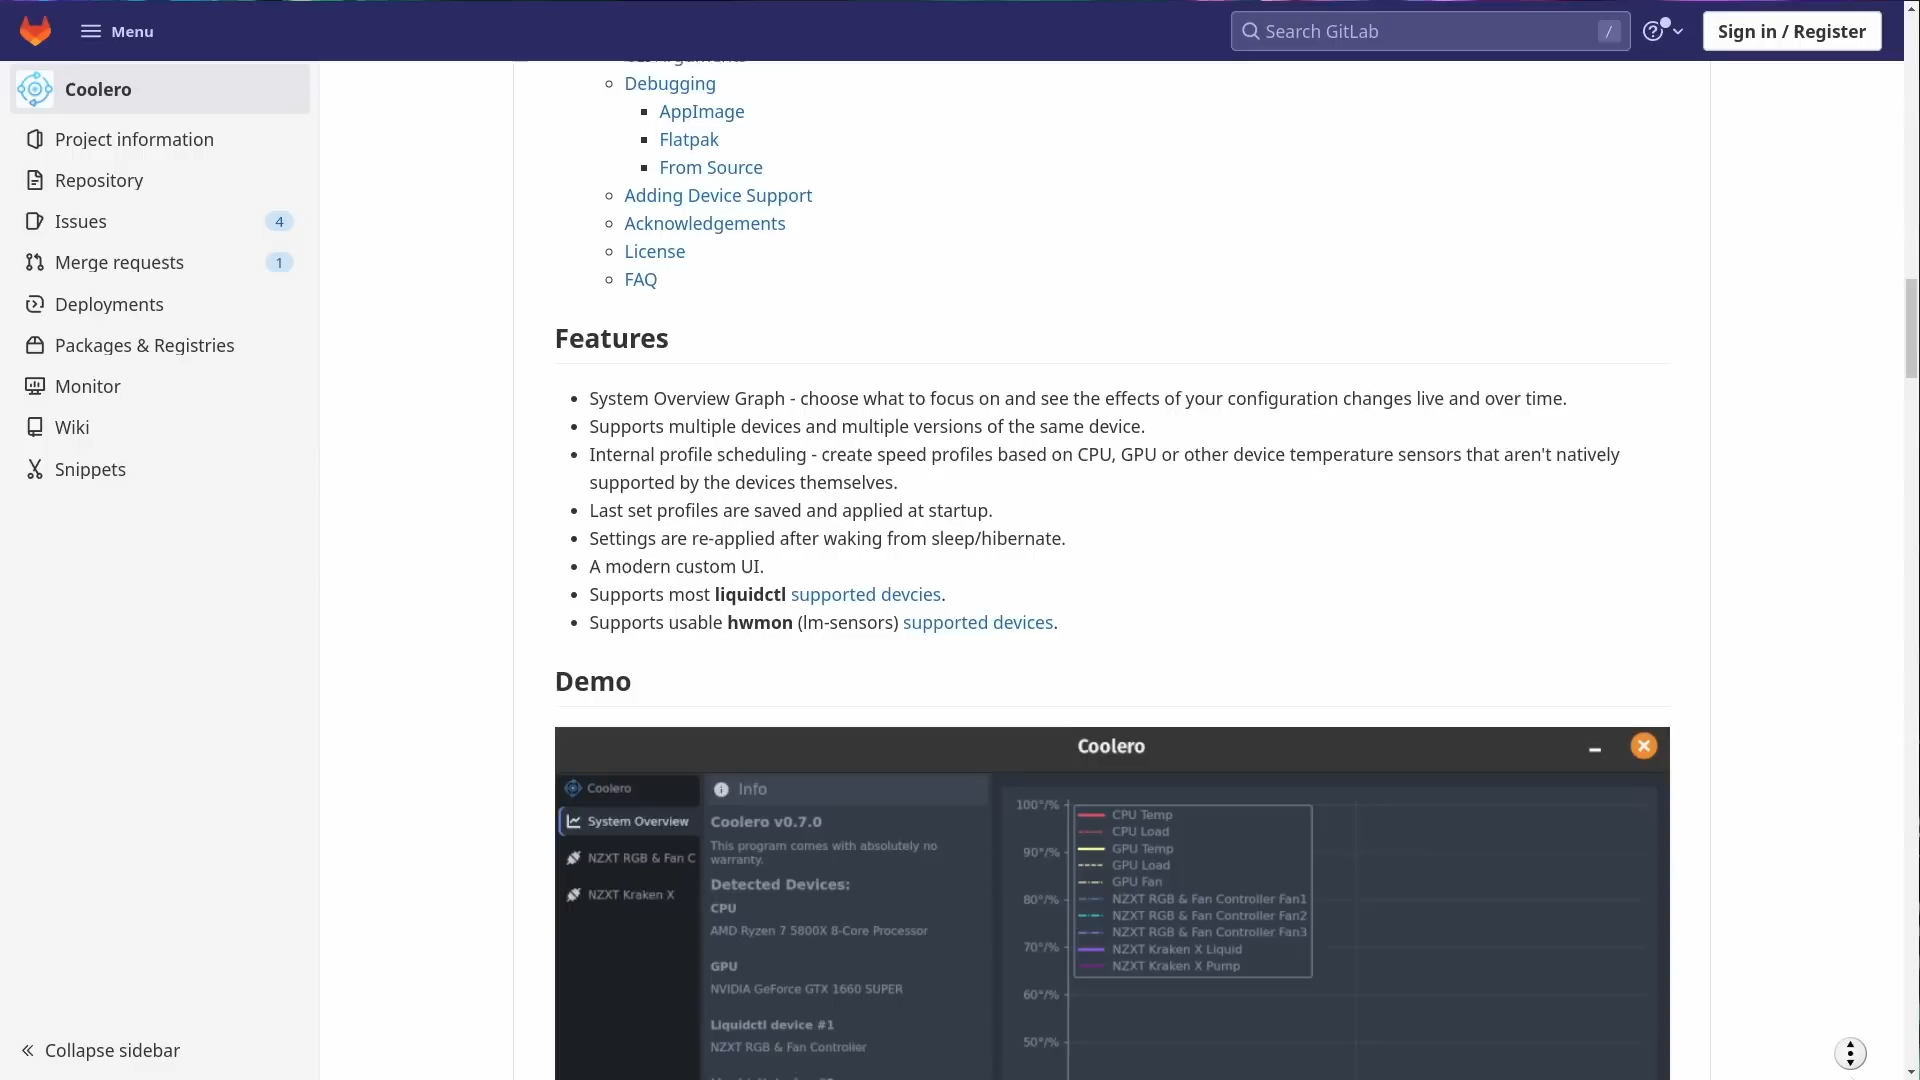 Menu
Search GitLab
/
Sign in / Register
Coolero
Project information
Repository
Issues
4
Merge requests
1
Deployments
Packages & Registries
Monitor
Wiki
Snippets
Collapse sidebar
Debugging
AppImage
Flatpak
From Source
Adding Device Support
Acknowledgements
License
FAQ
Features
System Overview Graph - choose what to focus on and see the effects of your configuration changes live and over time.
Supports multiple devices and multiple versions of the same device.
Internal profile scheduling - create speed profiles based on CPU, GPU or other device temperature sensors that aren't natively
supported by the devices themselves.
Last set profiles are saved and applied at startup.
Settings are re-applied after waking from sleep/hibernate.
A modern custom UI.
Supports most liquidctl supported devcies.
Supports usable hwmon (lm-sensors) supported devices.
Demo
Coolero
Coolero
System Overview
NZXT RGB & Fan C
NZXT Kraken X
Info
Coolero v0.7.0
This program comes with absolutely no
warranty.
Detected Devices:
CPU
AMD Ryzen 7 5800X 8-Core Processor
GPU
NVIDIA GeForce GTX 1660 SUPER
Liquidctl device #1
NZXT RGB & Fan Controller
100°/%
90°/%
80°/%
70°/%
60°/%
50°/%
CPU Temp
CPU Load
GPU Temp
GPU Load
GPU Fan
NZXT RGB & Fan Controller Fan1
NZXT RGB & Fan Controller Fan2
NZXT RGB & Fan Controller Fan3
NZXT Kraken X Liquid
NZXT Kraken X Pump